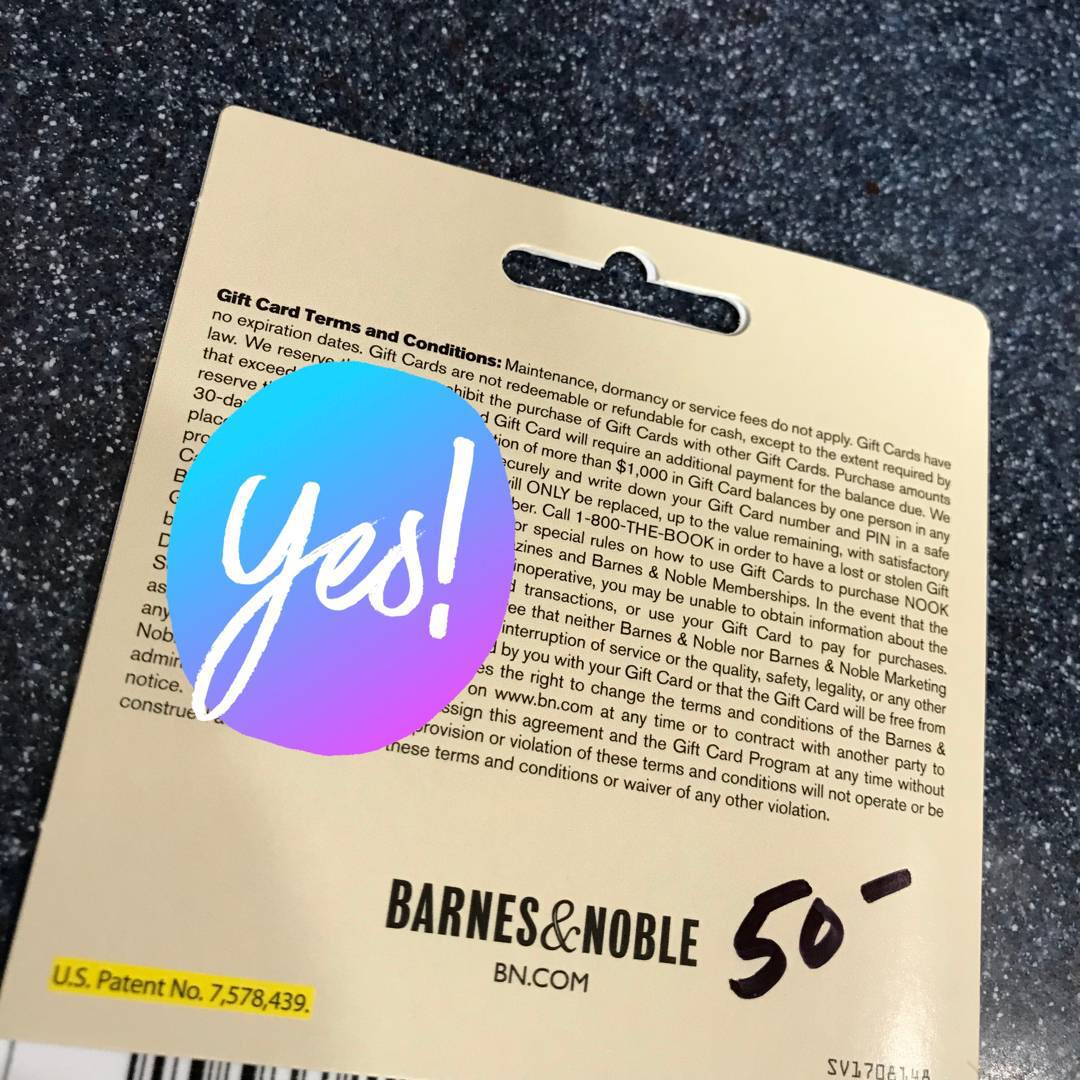 Gift Card Terms and Conditions: Maintenance, dormancy or service fees do not apply. Gift Cards have
no expiration dates. Gift Cards are not redeemable or refundable for cash, except to the extent required by
law. We reserve hibit the purchase of Gift Cards with other Gift Cards. Purchase amounts
that exceed Gift Card will require an additional payment for the balance due. We
reserve of more than $1,000 in Gift Card balances by one person in any
30-day securely and write down your Gift Card number and PIN in a safe
ONLY be replaced, up to the value remaining, with satisfactory
Call 1-800-THE-BOOK in order to have a lost or stolen Gift
or special rules on how to use Gift Cards to purchase NOOK
zines and Barnes & Noble Memberships. In the event that the
inoperative, you may be unable to obtain information about the
transactions, or use your Gift Card to pay for purchases.
that neither Barnes & Noble nor Barnes & Noble Marketing
interruption of service or the quality, safety, legality, or any other
as by you with your Gift Card or that the Gift Card will be free from
any the right to change the terms and conditions of the Barnes &
Nob on www.bn.com at any time or to contract with another party to
admin ssign this agreement and the Gift Card Program at any time without
notice. provision or violation of these terms and conditions will not operate or be
construe these terms and conditions or waiver of any other violation.
yes!
BARNES&NOBLE
BN.COM
50-
U.S. Patent No. 7,578,439.